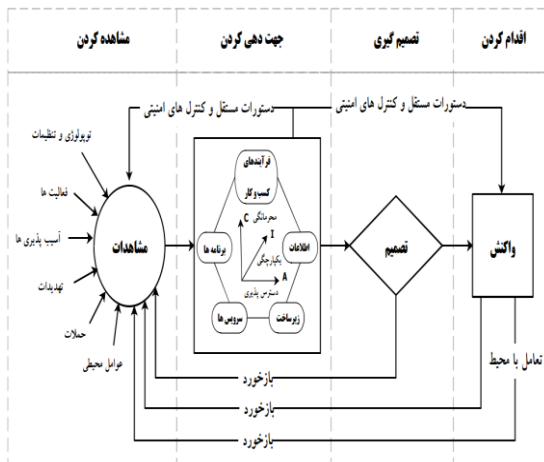 مشاهده کردن
جهت دهی کردن
تصمیم گیری
اقدام کردن
دستورات مستقل و کنترل های امنیتی
دستورات مستقل و کنترل های امنیتی
توپولوژی و تنظیمات
فعالیت ها
آسیب پذیری ها
تهدیدات
حملات
عوامل محیطی
مشاهدات
فرآیندهای
کسب و کار
برنامه ها
اطلاعات
سرویس ها
زیرساخت
محرمانگی
C
I
یکپارچگی
A
دسترس پذیری
تصمیم
واکنش
تعامل با محیط
بازخورد
بازخورد
بازخورد